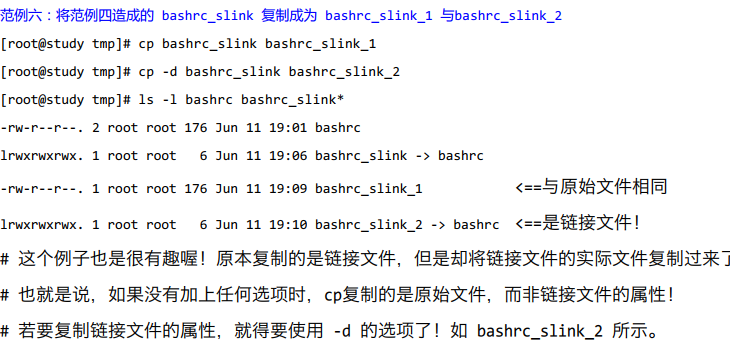 范例六：将范例四造成的 bashrc_slink 复制成为 bashrc_slink_1 与bashrc_slink_2
[root@study tmp]# cp bashrc_slink bashrc_slink_1
[root@study tmp]# cp -d bashrc_slink bashrc_slink_2
[root@study tmp]# ls -l bashrc bashrc_slink*
-rw-r--r--. 2 root root 176 Jun 11 19:01 bashrc
lrwxrwxrwx. 1 root root   6 Jun 11 19:06 bashrc_slink -> bashrc
-rw-r--r--. 1 root root 176 Jun 11 19:09 bashrc_slink_1            <==与原始文件相同
lrwxrwxrwx. 1 root root   6 Jun 11 19:10 bashrc_slink_2 -> bashrc  <==是链接文件！
# 这个例子也是很有趣喔！原本复制的是链接文件，但是却将链接文件的实际文件复制过来了
# 也就是说，如果没有加上任何选项时，cp复制的是原始文件，而非链接文件的属性！
# 若要复制链接文件的属性，就得要使用 -d 的选项了！如 bashrc_slink_2 所示。